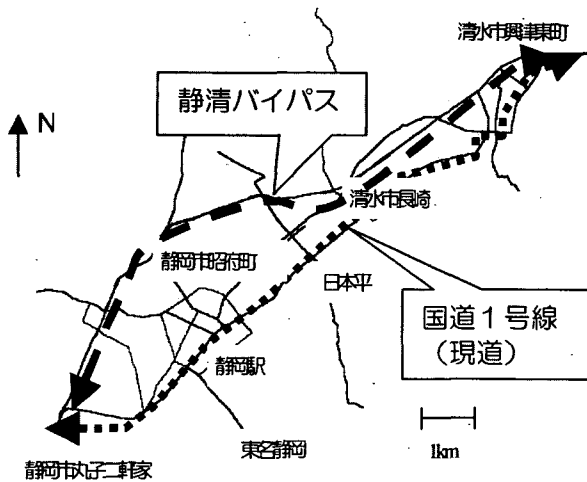 清水市興津東町
静清バイパス
N
清水市長崎
静岡市昭府町
日本平
国道１号線
（現道）
静岡駅
東名静岡
1km
静岡市丸子二軒家